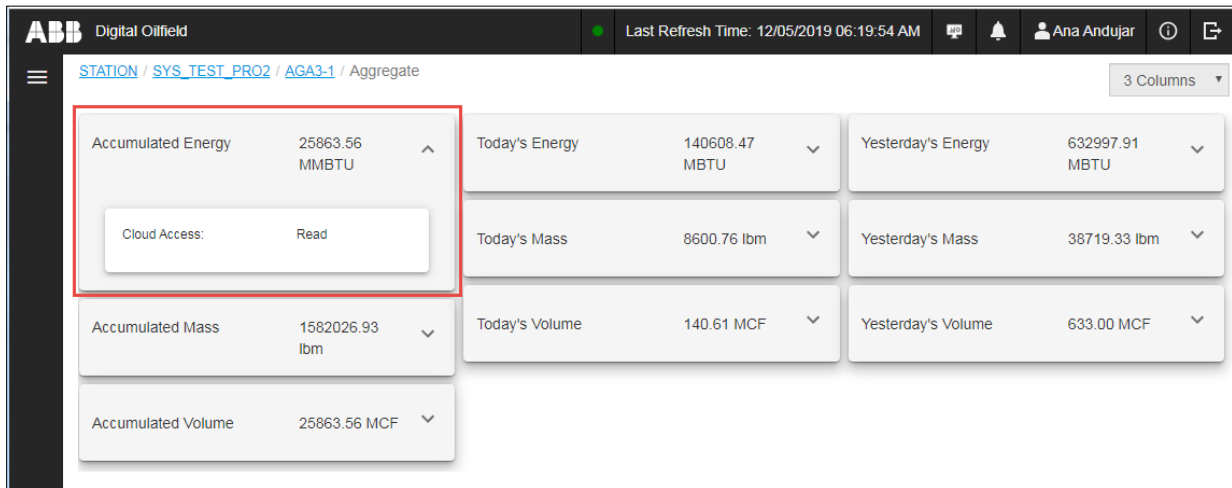 ABB Digital Oilfield Last Refresh Time: 12/05/2019 06:19:54 AM Ana Andujar
STATION / SYS_TEST_PRO2 / AGA3-1 / Aggregate
3 Columns
Accumulated Energy 25863.56
MMBTU
Cloud Access: Read
Accumulated Mass 1582026.93
lbm
Accumulated Volume 25863.56 MCF
Today's Energy 140608.47
MBTU
Today's Mass 8600.76 lbm
Today's Volume 140.61 MCF
Yesterday's Energy 632997.91
MBTU
Yesterday's Mass 38719.33 lbm
Yesterday's Volume 633.00 MCF